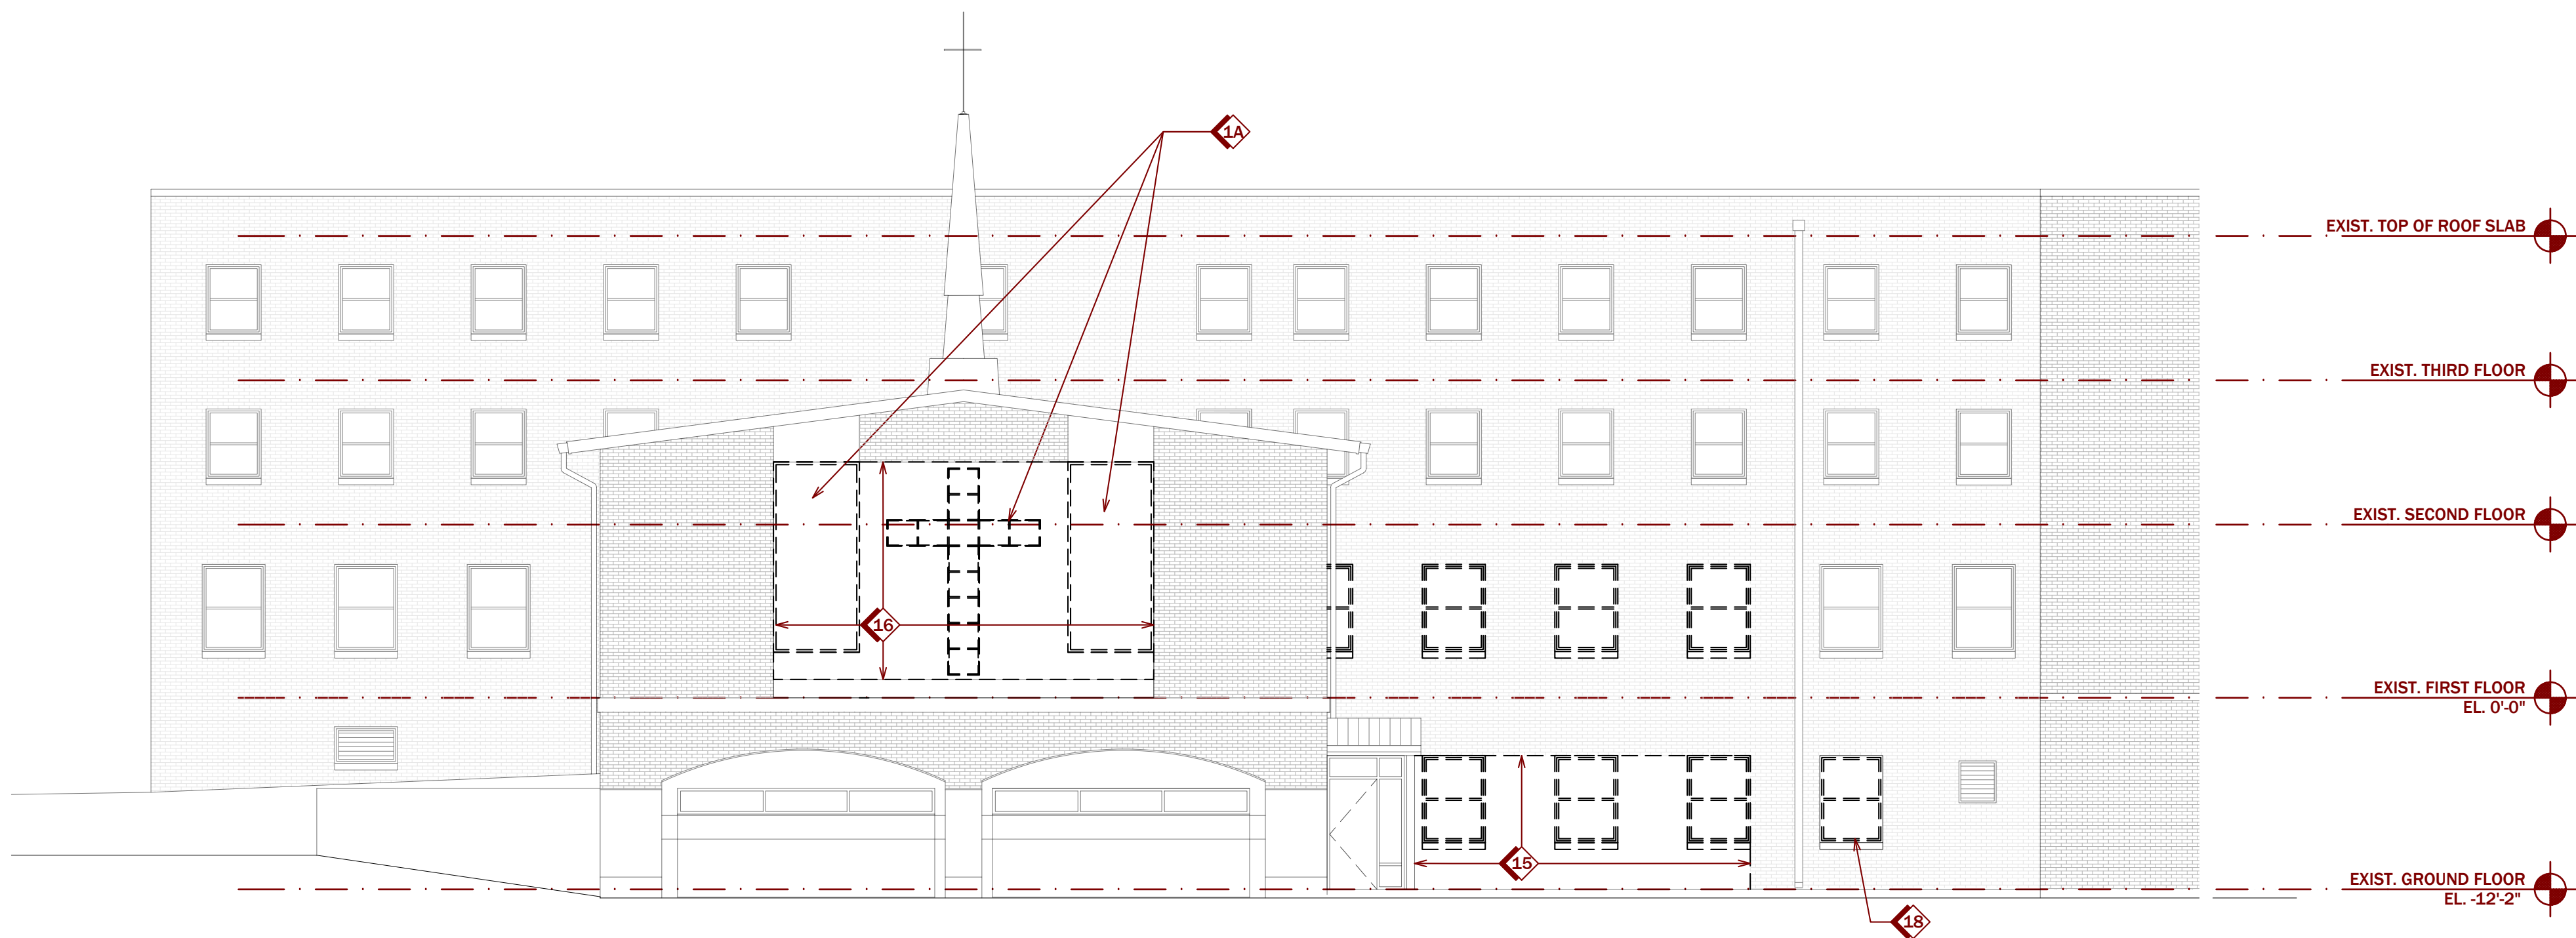 1A
EXIST. TOP OF ROOF SLAB
EXIST. THIRD FLOOR
EXIST. SECOND FLOOR
16
EXIST. FIRST FLOOR
EL. 0'-0"
15
EXIST. GROUND FLOOR
EL. -12'-2"
18